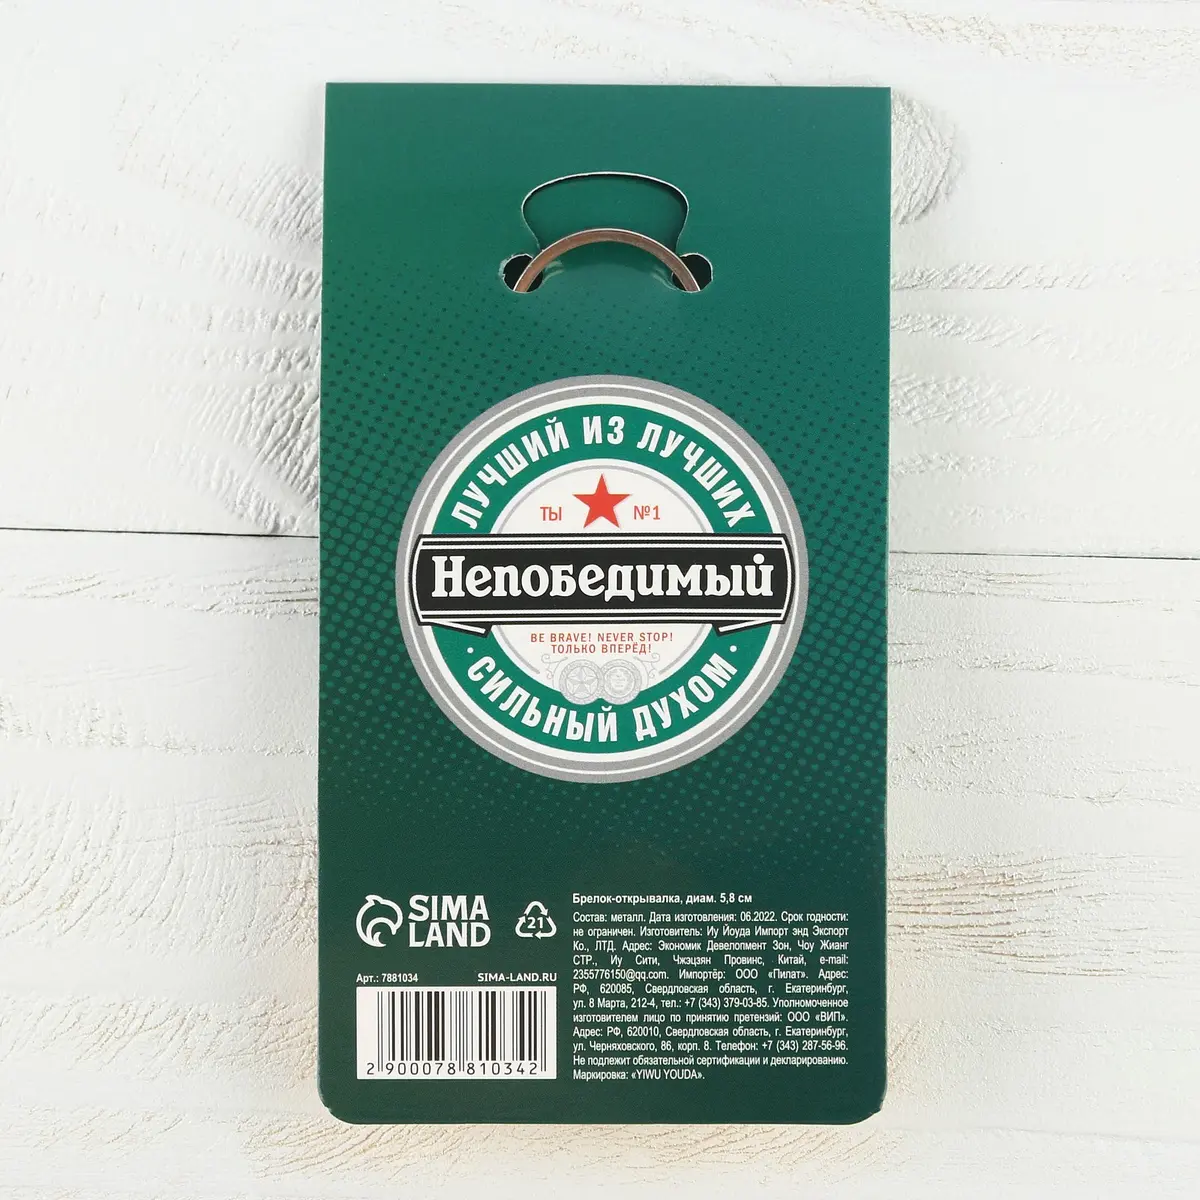 ЛУЧШИЙ ИЗ ЛУЧШИХ
ТЫ №1
Непобедимый
BE BRAVE! NEVER STOP!
ТОЛЬКО ВПЕРЁД!
· СИЛЬНЫЙ ДУХОМ ·
SIMA
LAND
21
Арт.: 7881034 SIMA-LAND.RU
2 900078 810342
Брелок-открывалка, диам. 5,8 см
Состав: металл. Дата изготовления: 06.2022. Срок годности:
не ограничен. Изготовитель: Иу Йоуда Импорт энд Экспорт
Ко., ЛТД. Адрес: Экономик Девелопмент Зон, Чоу Жианг
СТР., Иу Сити, Чжэцзян Провинс, Китай, e-mail:
2355776150@qq.com. Импортёр: ООО «Пилат». Адрес:
РФ, 620085, Свердловская область, г. Екатеринбург,
ул. 8 Марта, 212-4, тел.: +7 (343) 379-03-85. Уполномоченное
изготовителем лицо по принятию претензий: ООО «ВИП».
Адрес: РФ, 620010, Свердловская область, г. Екатеринбург,
ул. Черняховского, 86, корп. 8. Телефон: +7 (343) 287-56-96.
Не подлежит обязательной сертификации и декларированию.
Маркировка: «YIWU YOUDA».